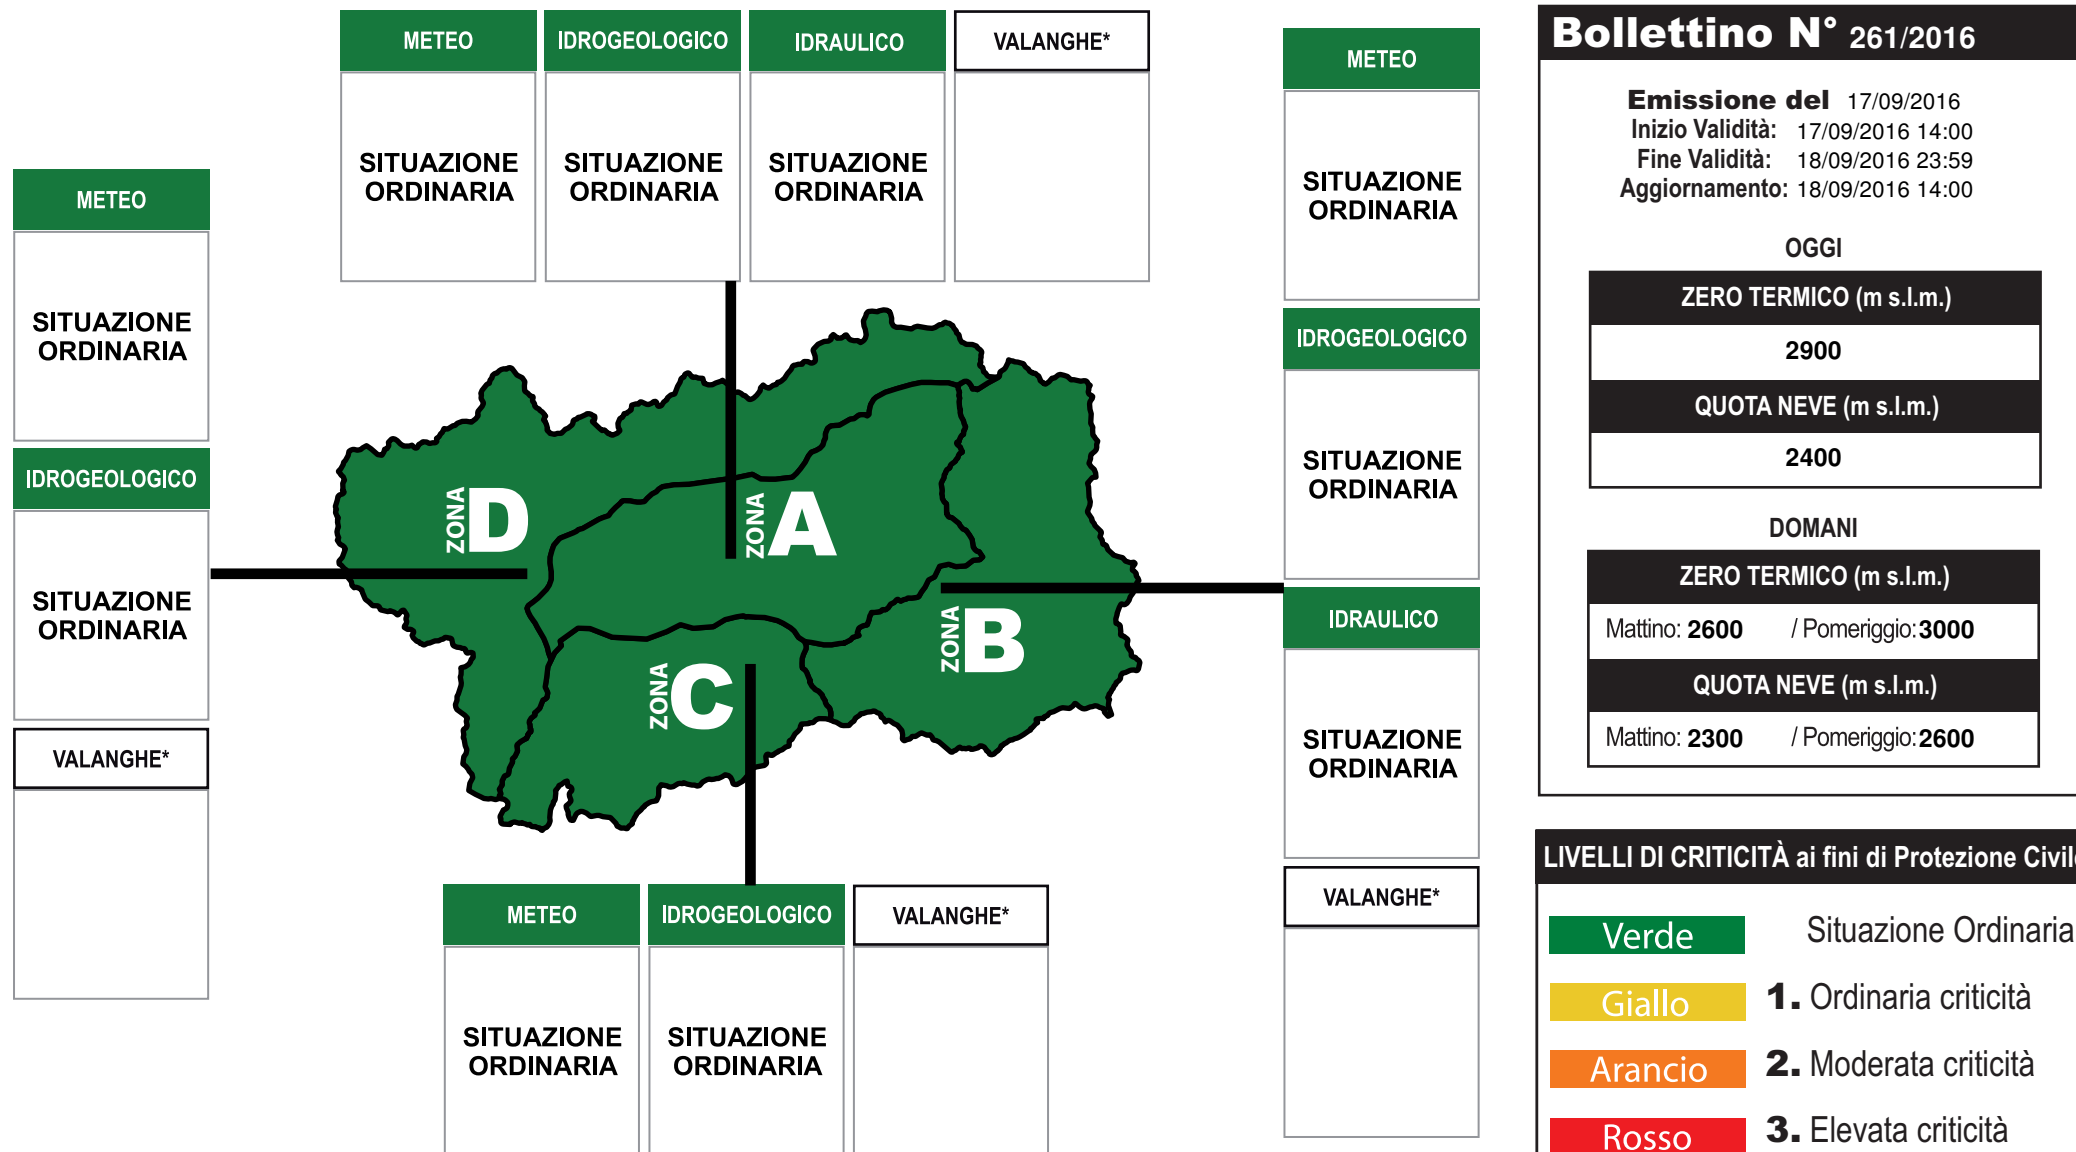 METEO
IDROGEOLOGICO
IDRAULICO
VALANGHE*
SITUAZIONE
ORDINARIA
SITUAZIONE
ORDINARIA
SITUAZIONE
ORDINARIA
METEO
SITUAZIONE
ORDINARIA
IDROGEOLOGICO
SITUAZIONE
ORDINARIA
VALANGHE*
METEO
SITUAZIONE
ORDINARIA
IDROGEOLOGICO
SITUAZIONE
ORDINARIA
IDRAULICO
SITUAZIONE
ORDINARIA
VALANGHE*
ZONA D
ZONA A
ZONA B
ZONA C
METEO
IDROGEOLOGICO
VALANGHE*
SITUAZIONE
ORDINARIA
SITUAZIONE
ORDINARIA
Bollettino N° 261/2016
Emissione del 17/09/2016
Inizio Validità: 17/09/2016 14:00
Fine Validità: 18/09/2016 23:59
Aggiornamento: 18/09/2016 14:00
OGGI
ZERO TERMICO (m s.l.m.)
2900
QUOTA NEVE (m s.l.m.)
2400
DOMANI
ZERO TERMICO (m s.l.m.)
Mattino: 2600 / Pomeriggio: 3000
QUOTA NEVE (m s.l.m.)
Mattino: 2300 / Pomeriggio: 2600
LIVELLI DI CRITICITÀ ai fini di Protezione Civile
Verde Situazione Ordinaria
Giallo 1. Ordinaria criticità
Arancio 2. Moderata criticità
Rosso 3. Elevata criticità